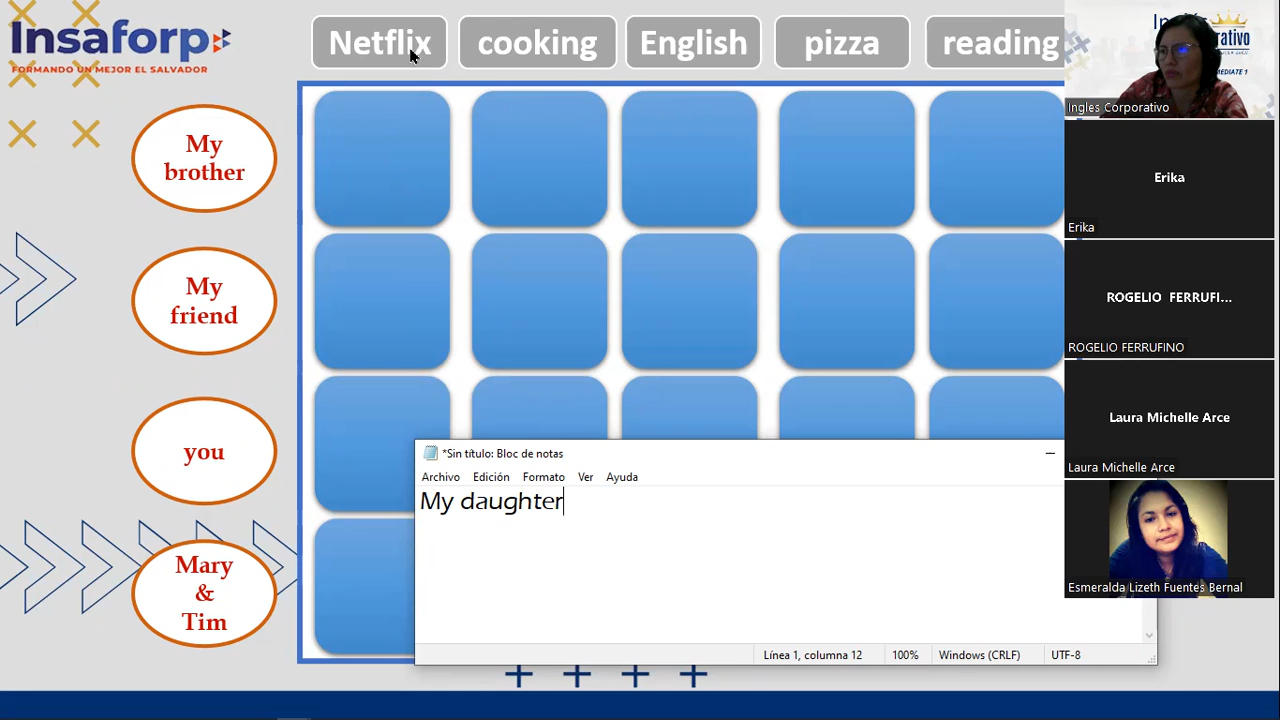 Insaforp
FORMANDO UN MEJOR EL SALVADOR
Netflix
cooking
English
pizza
reading
Inglés
Corporativo
Erika
Erika
ROGELIO FERRUFI...
ROGELIO FERRUFINO
Laura Michelle Arce
Laura Michelle Arce
Esmeralda Lizeth Fuentes Bernal
My
brother
My
friend
you
Mary
&
Tim
*Sin título: Bloc de notas
Archivo Edición Formato Ver Ayuda
My daughter
Línea 1, columna 12 100% Windows (CRLF) UTF-8